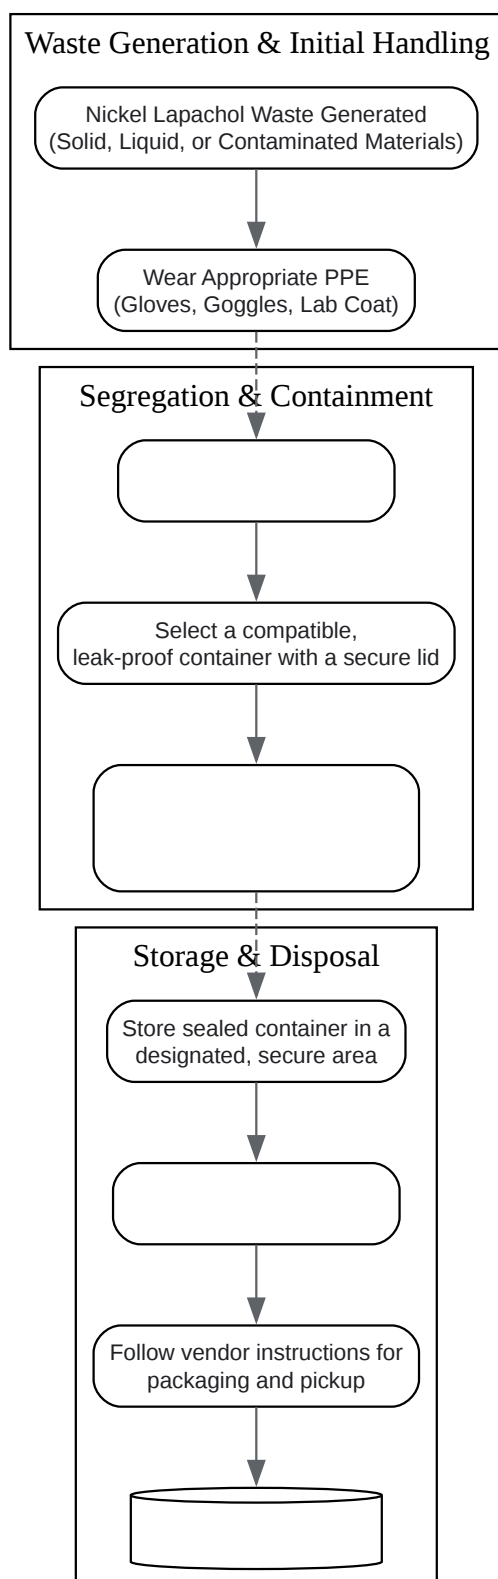 Waste Generation & Initial Handling
Nickel Lapachol Waste Generated
(Solid, Liquid, or Contaminated Materials)
Wear Appropriate PPE
(Gloves, Goggles, Lab Coat)
Segregation & Containment
Select a compatible,
leak-proof container with a secure lid
Storage & Disposal
Store sealed container in a
designated, secure area
Follow vendor instructions for
packaging and pickup